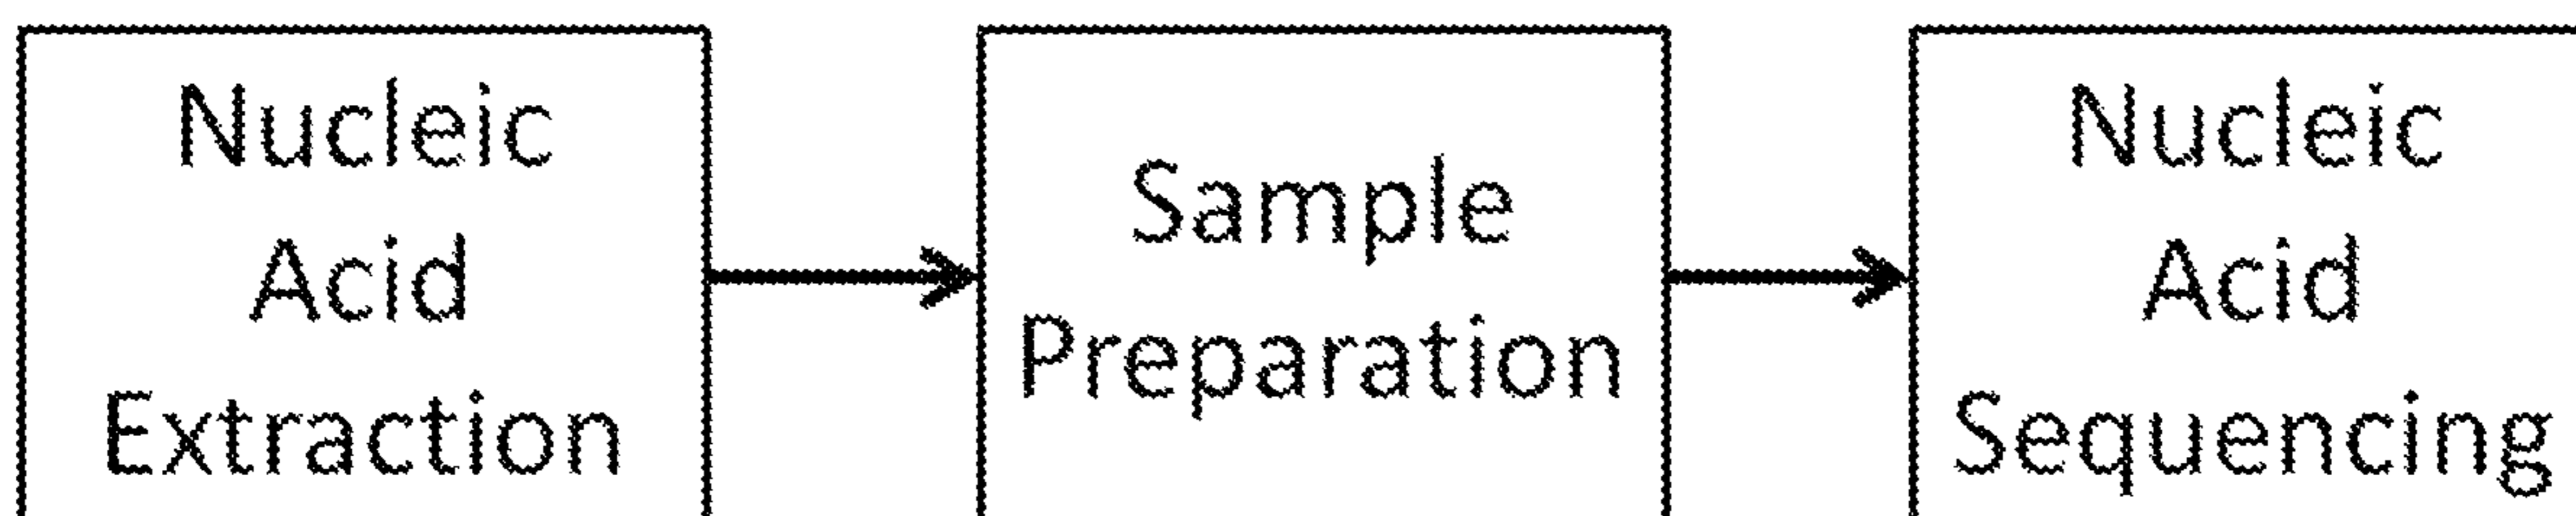 Nucleic
Acid
Extraction
Sample
Preparation
Nucleic
Acid
Sequencing